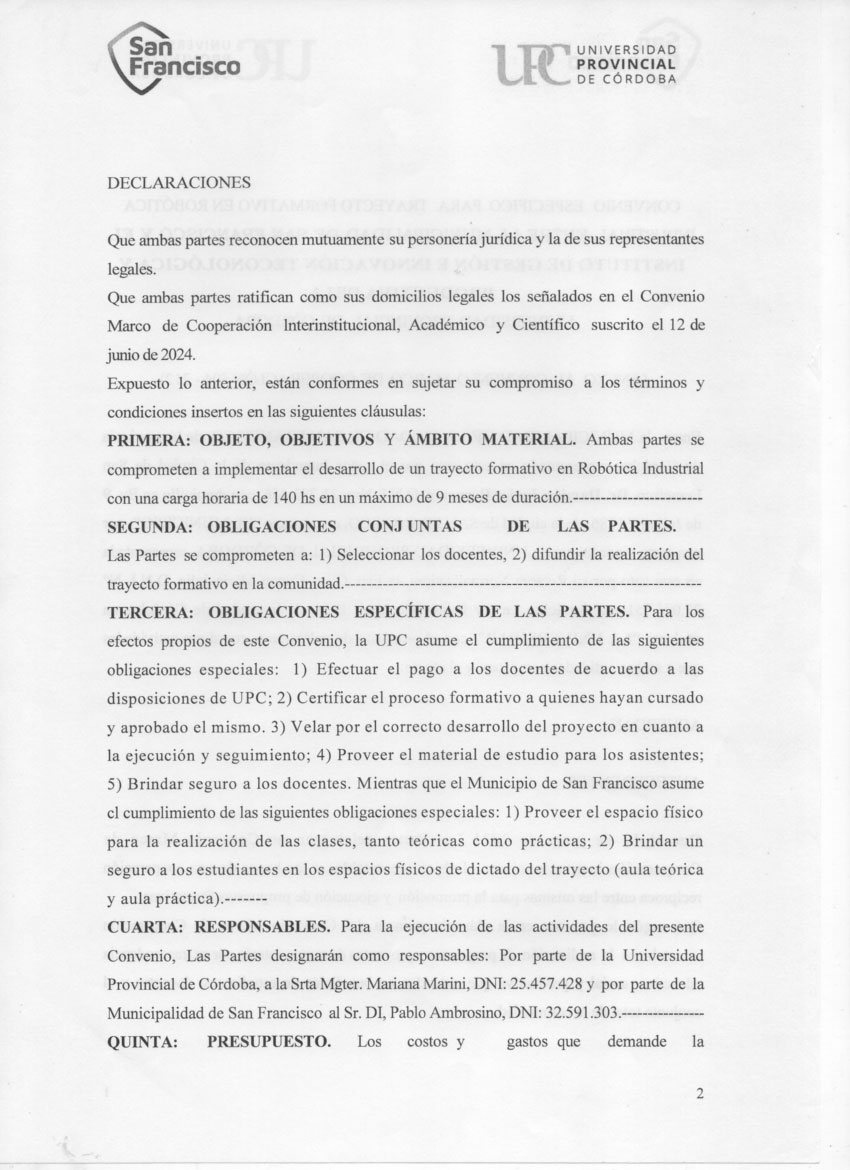 San
Francisco
UPC UNIVERSIDAD
PROVINCIAL
DE CÓRDOBA
DECLARACIONES
Que ambas partes reconocen mutuamente su personería jurídica y la de sus representantes
legales.
Que ambas partes ratifican como sus domicilios legales los señalados en el Convenio
Marco de Cooperación lnterinstitucional, Académico y Científico suscrito el 12 de
junio de 2024.
Expuesto lo anterior, están conformes en sujetar su compromiso a los términos y
condiciones insertos en las siguientes cláusulas:
PRIMERA: OBJETO, OBJETIVOS Y ÁMBITO MATERIAL. Ambas partes se
comprometen a implementar el desarrollo de un trayecto formativo en Robótica Industrial
con una carga horaria de 140 hs en un máximo de 9 meses de duración.------------------------
SEGUNDA: OBLIGACIONES CONJ UNTAS DE LAS PARTES.
Las Partes se comprometen a: 1) Seleccionar los docentes, 2) difundir la realización del
trayecto formativo en la comunidad.------------------------------------------------------------------
TERCERA: OBLIGACIONES ESPECÍFICAS DE LAS PARTES. Para los
efectos propios de este Convenio, la UPC asume el cumplimiento de las siguientes
obligaciones especiales: 1) Efectuar el pago a los docentes de acuerdo a las
disposiciones de UPC; 2) Certificar el proceso formativo a quienes hayan cursado
y aprobado el mismo. 3) Velar por el correcto desarrollo del proyecto en cuanto a
la ejecución y seguimiento; 4) Proveer el material de estudio para los asistentes;
5) Brindar seguro a los docentes. Mientras que el Municipio de San Francisco asume
cl cumplimiento de las siguientes obligaciones especiales: 1) Proveer el espacio físico
para la realización de las clases, tanto teóricas como prácticas; 2) Brindar un
seguro a los estudiantes en los espacios físicos de dictado del trayecto (aula teórica
y aula práctica).-------
CUARTA: RESPONSABLES. Para la ejecución de las actividades del presente
Convenio, Las Partes designarán como responsables: Por parte de la Universidad
Provincial de Córdoba, a la Srta Mgter. Mariana Marini, DNI: 25.457.428 y por parte de la
Municipalidad de San Francisco al Sr. DI, Pablo Ambrosino, DNI: 32.591.303.----------------
QUINTA: PRESUPUESTO. Los costos y gastos que demande la
2